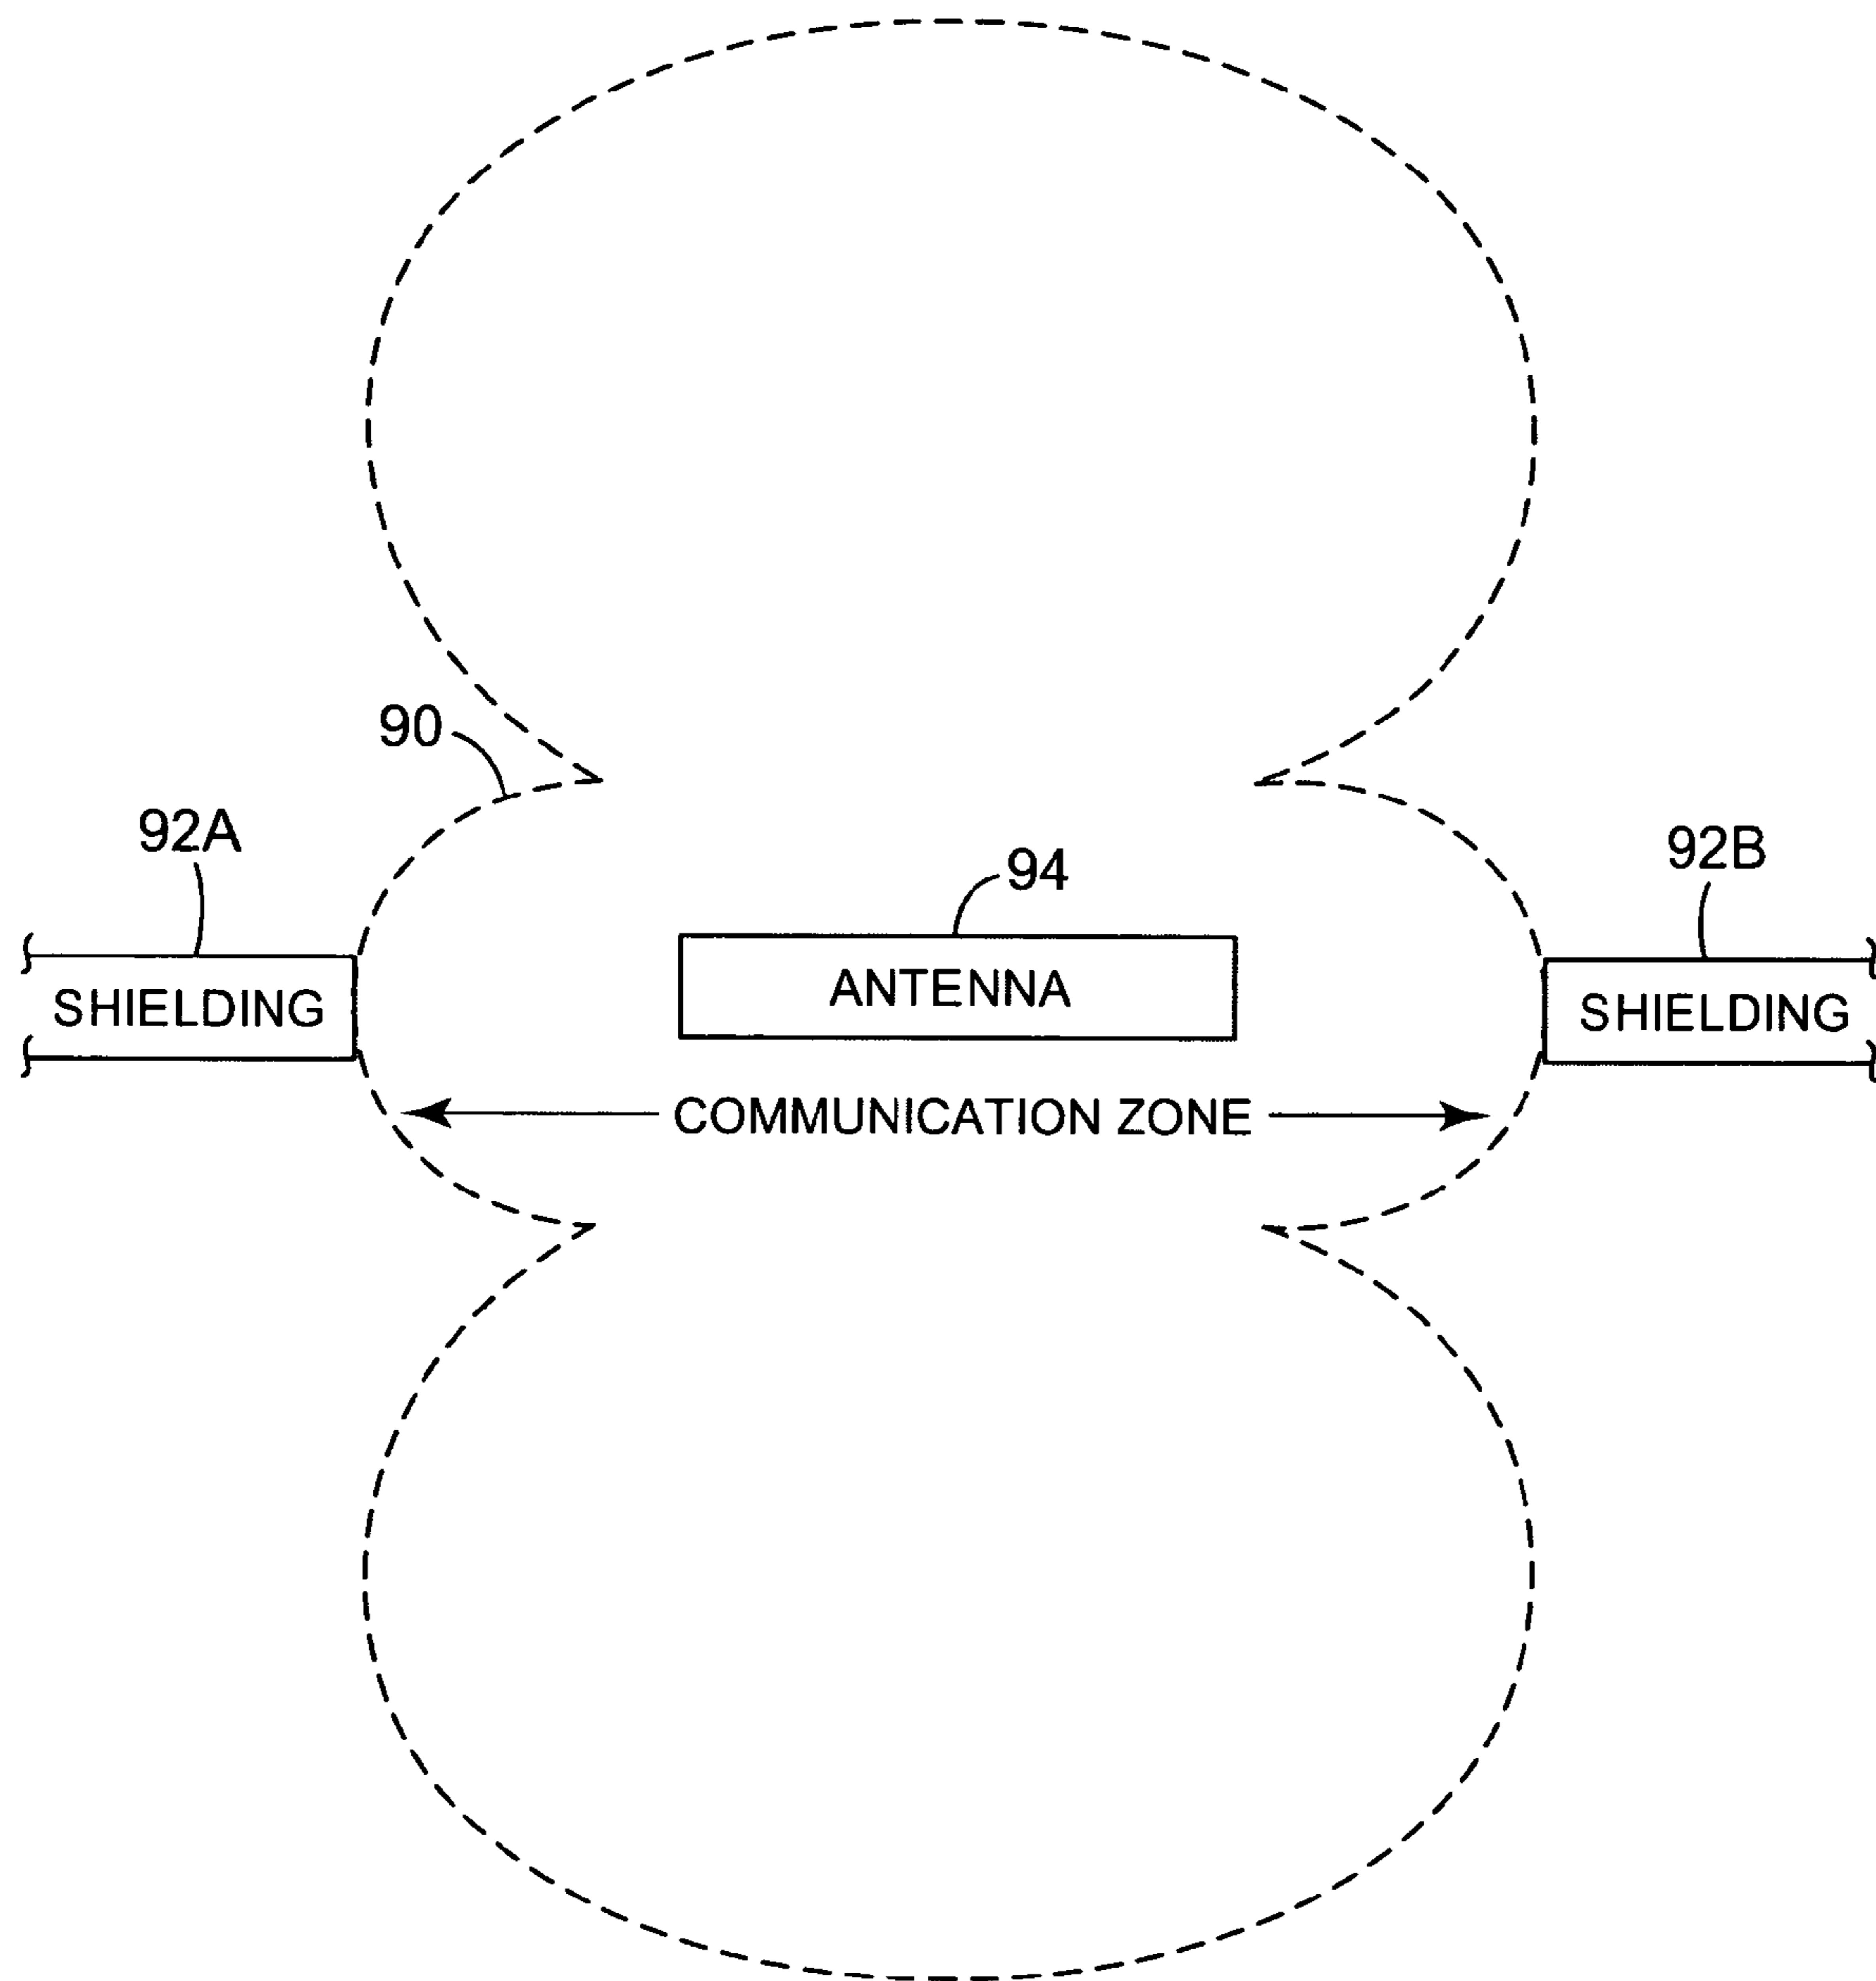 90
92A
94
92B
SHIELDING
ANTENNA
SHIELDING
COMMUNICATION ZONE